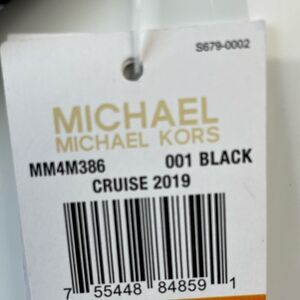 S679-0002
MICHAEL
MICHAEL KORS
MM4M386 001 BLACK
CRUISE 2019
7 55448 84859 1